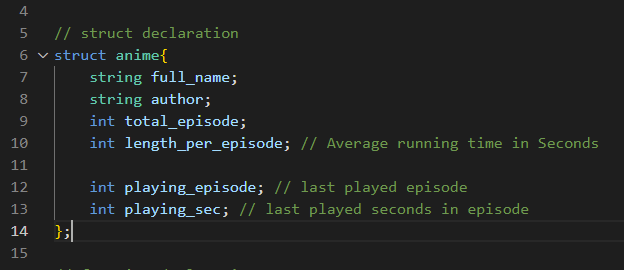 4
5 // struct declaration
6 struct anime{
7 string full_name;
8 string author;
9 int total_episode;
10 int length_per_episode; // Average running time in Seconds
11
12 int playing_episode; // last played episode
13 int playing_sec; // last played seconds in episode
14 };
15